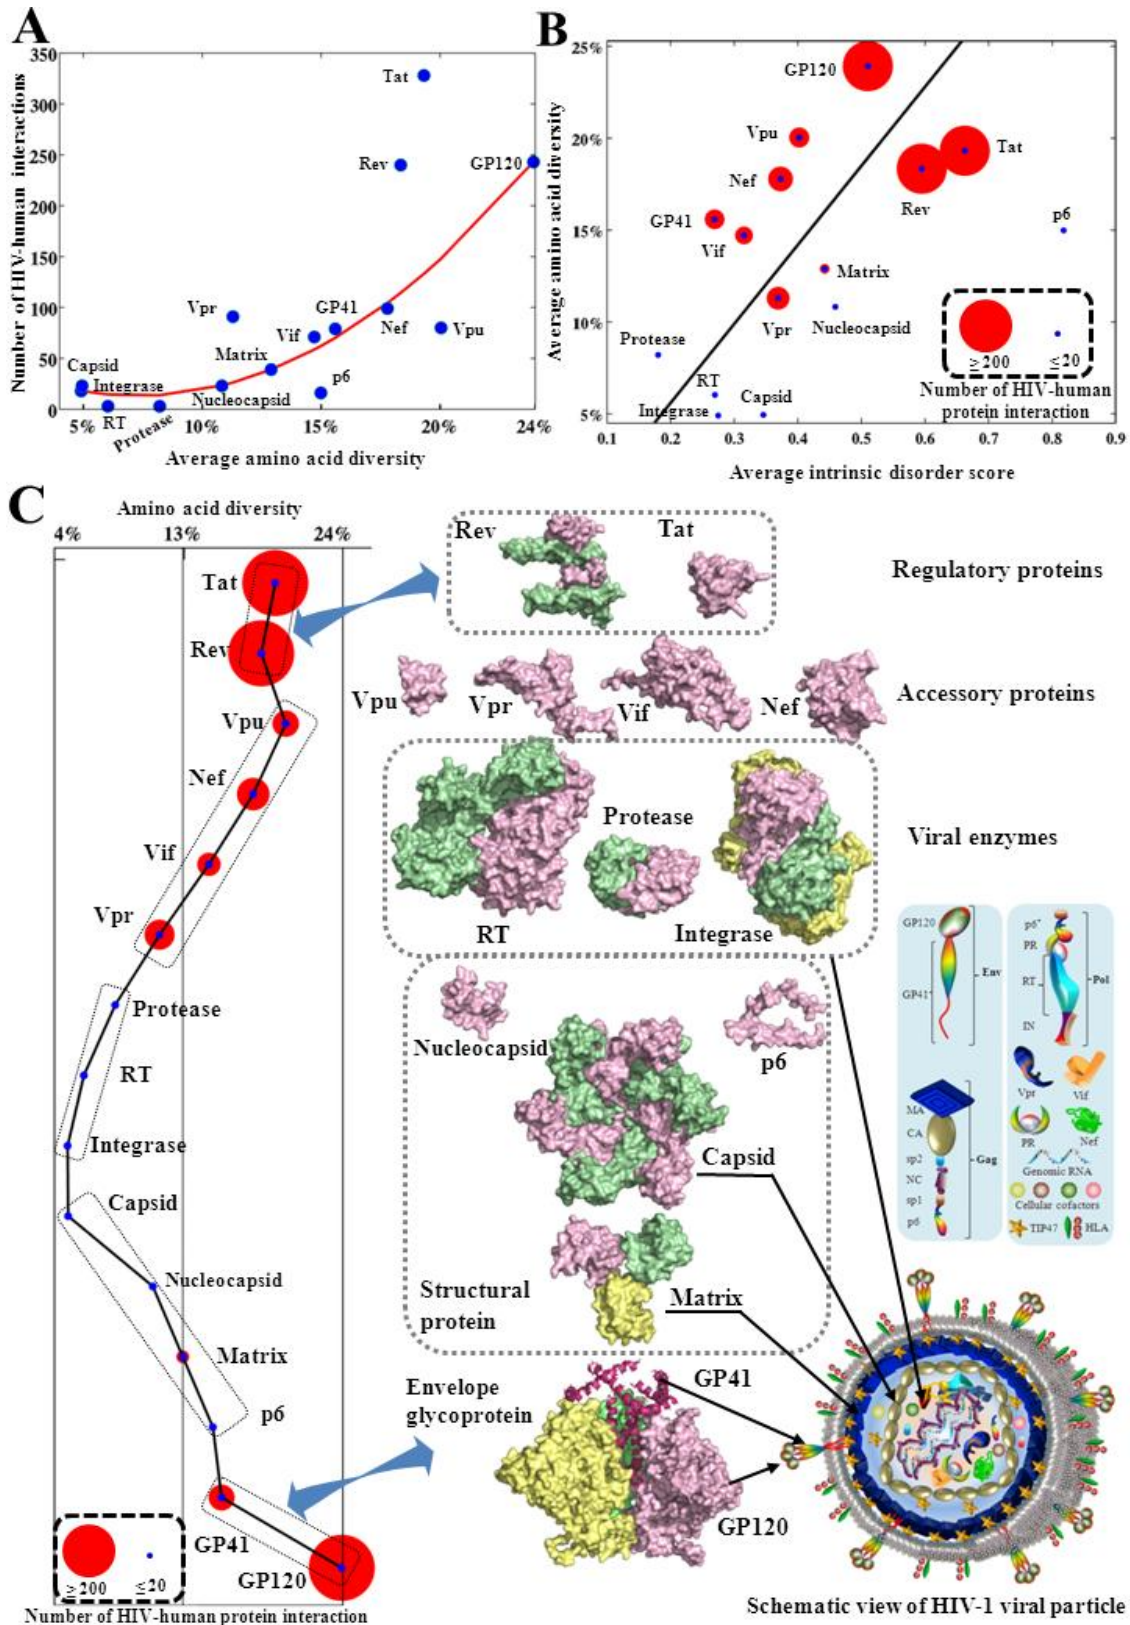 A
Number of HIV-human interactions
350
300
250
200
150
100
50
0
Tat
Rev
GP120
Vpr
GP41
Vif
Nef
Vpu
Matrix
Capsid
Integrase
p6
Nucleocapsid
RT
Protease
5%
10%
15%
20%
24%
Average amino acid diversity
B
Average amino acid diversity
25%
20%
15%
10%
5%
GP120
Vpu
Tat
Nef
Rev
GP41
p6
Vif
Matrix
Vpr
Nucleocapsid
Protease
RT
Integrase
Capsid
≥200
≤20
Number of HIV-human
protein interaction
0.1
0.2
0.3
0.4
0.5
0.6
0.7
0.8
0.9
Average intrinsic disorder score
C
Amino acid diversity
4%
13%
24%
Tat
Rev
Vpu
Nef
Vif
Vpr
Protease
RT
Integrase
Capsid
Nucleocapsid
Matrix
p6
GP41
GP120
≥200
≤20
Number of HIV-human protein interaction
Rev
Tat
Regulatory proteins
Vpu
Vpr
Vif
Nef
Accessory proteins
Protease
RT
Integrase
Viral enzymes
Nucleocapsid
p6
Capsid
Structural
protein
Matrix
Envelope
glycoprotein
GP41
GP120
GP120
GP41
Env
MA
CA
sp2
NC
sp1
p6
Gag
p6*
PR
RT
IN
Pol
Vpr
Vif
PR
Nef
Genomic RNA
Cellular cofactors
TIP47
HLA
Schematic view of HIV-1 viral particle